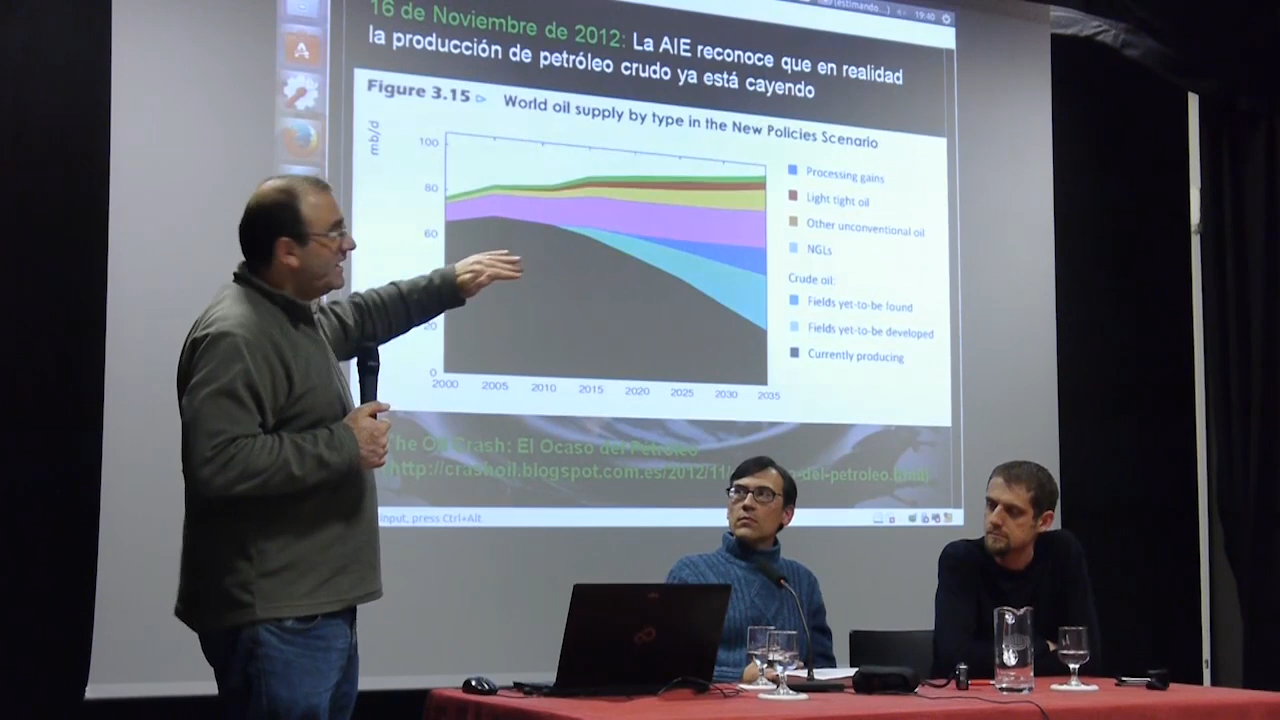 (estimando...) 19:40
16 de Noviembre de 2012: La AIE reconoce que en realidad
la producción de petróleo crudo ya está cayendo
Figure 3.15 ▷ World oil supply by type in the New Policies Scenario
mb/d
100
80
60
20
0
2000 2005 2010 2015 2020 2025 2030 2035
Processing gains
Light tight oil
Other unconventional oil
NGLs
Crude oil:
Fields yet-to-be found
Fields yet-to-be developed
Currently producing
The Oil Crash: El Ocaso del Petróleo
http://crashoil.blogspot.com.es/2012/11/ -del-petroleo.html)
input, press Ctrl+Alt